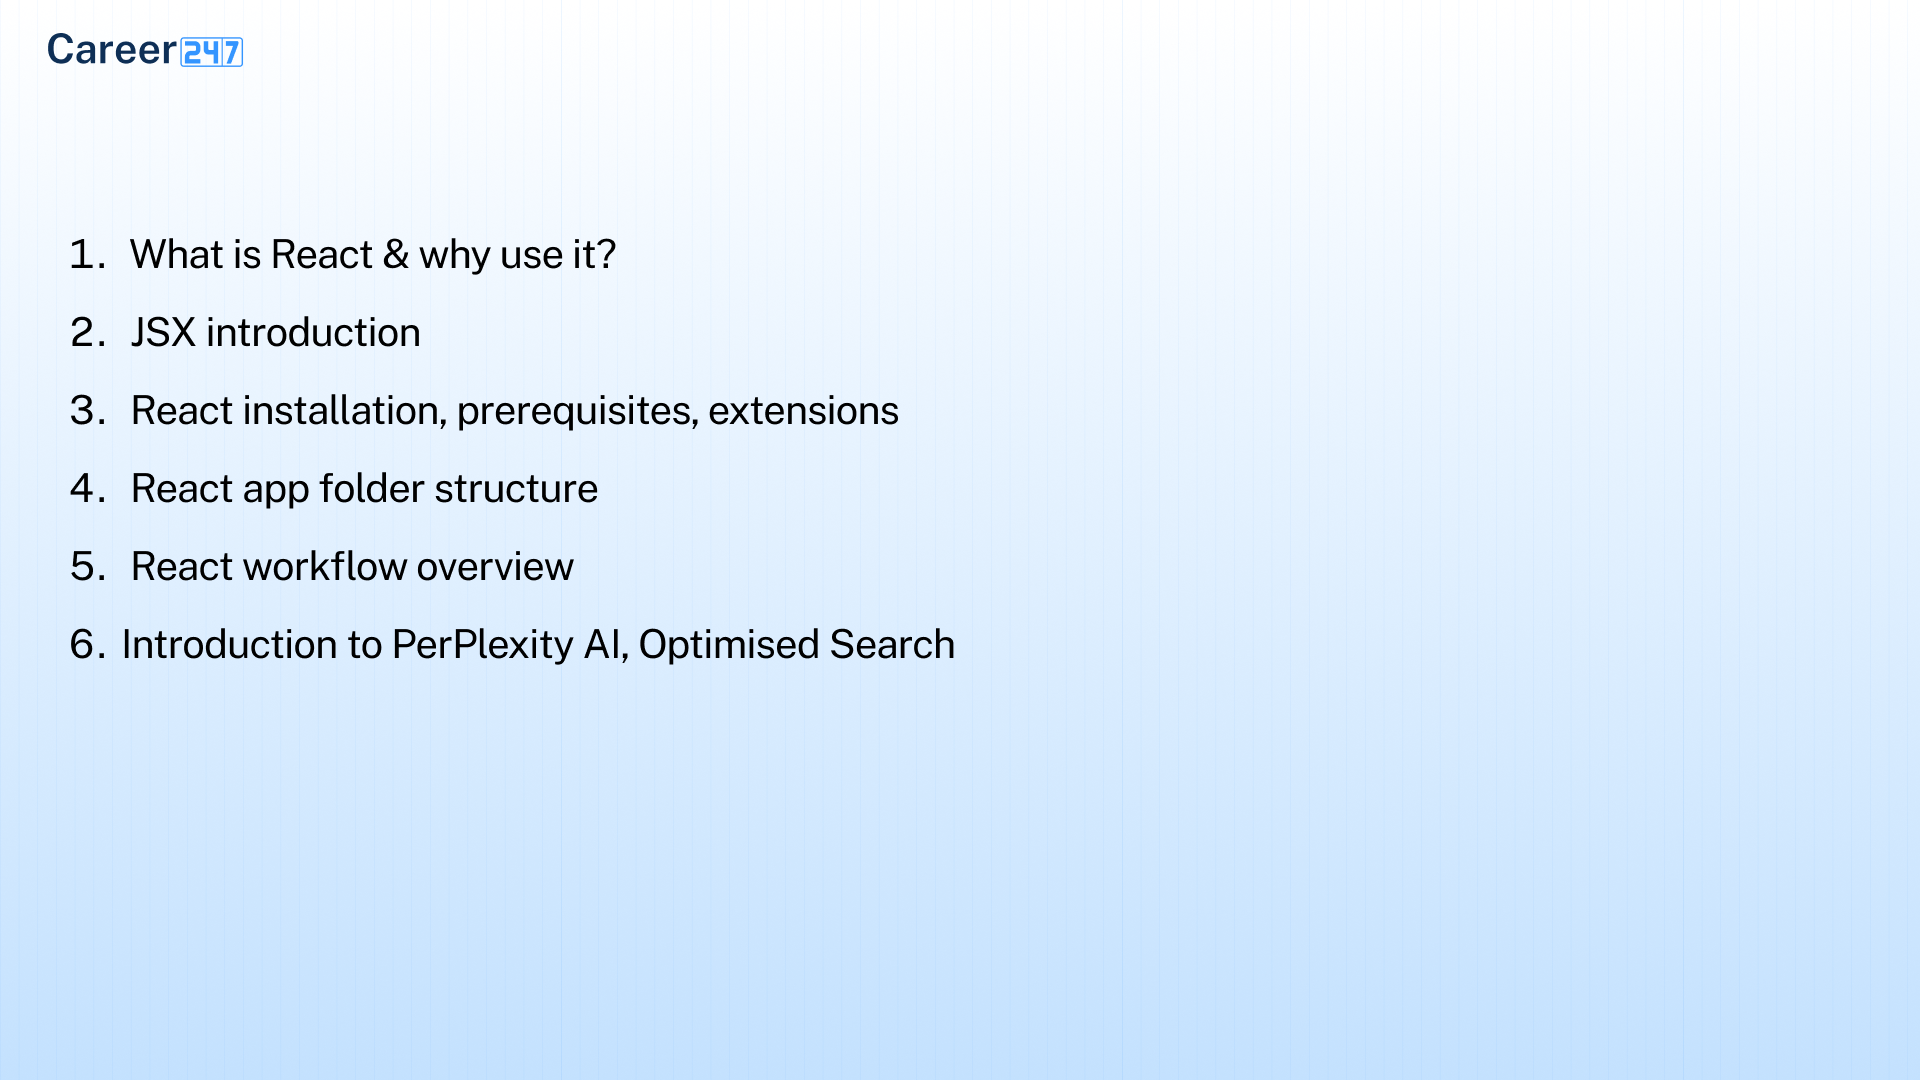 Career247
1. What is React & why use it?
2. JSX introduction
3. React installation, prerequisites, extensions
4. React app folder structure
5. React workflow overview
6. Introduction to PerPlexity AI, Optimised Search